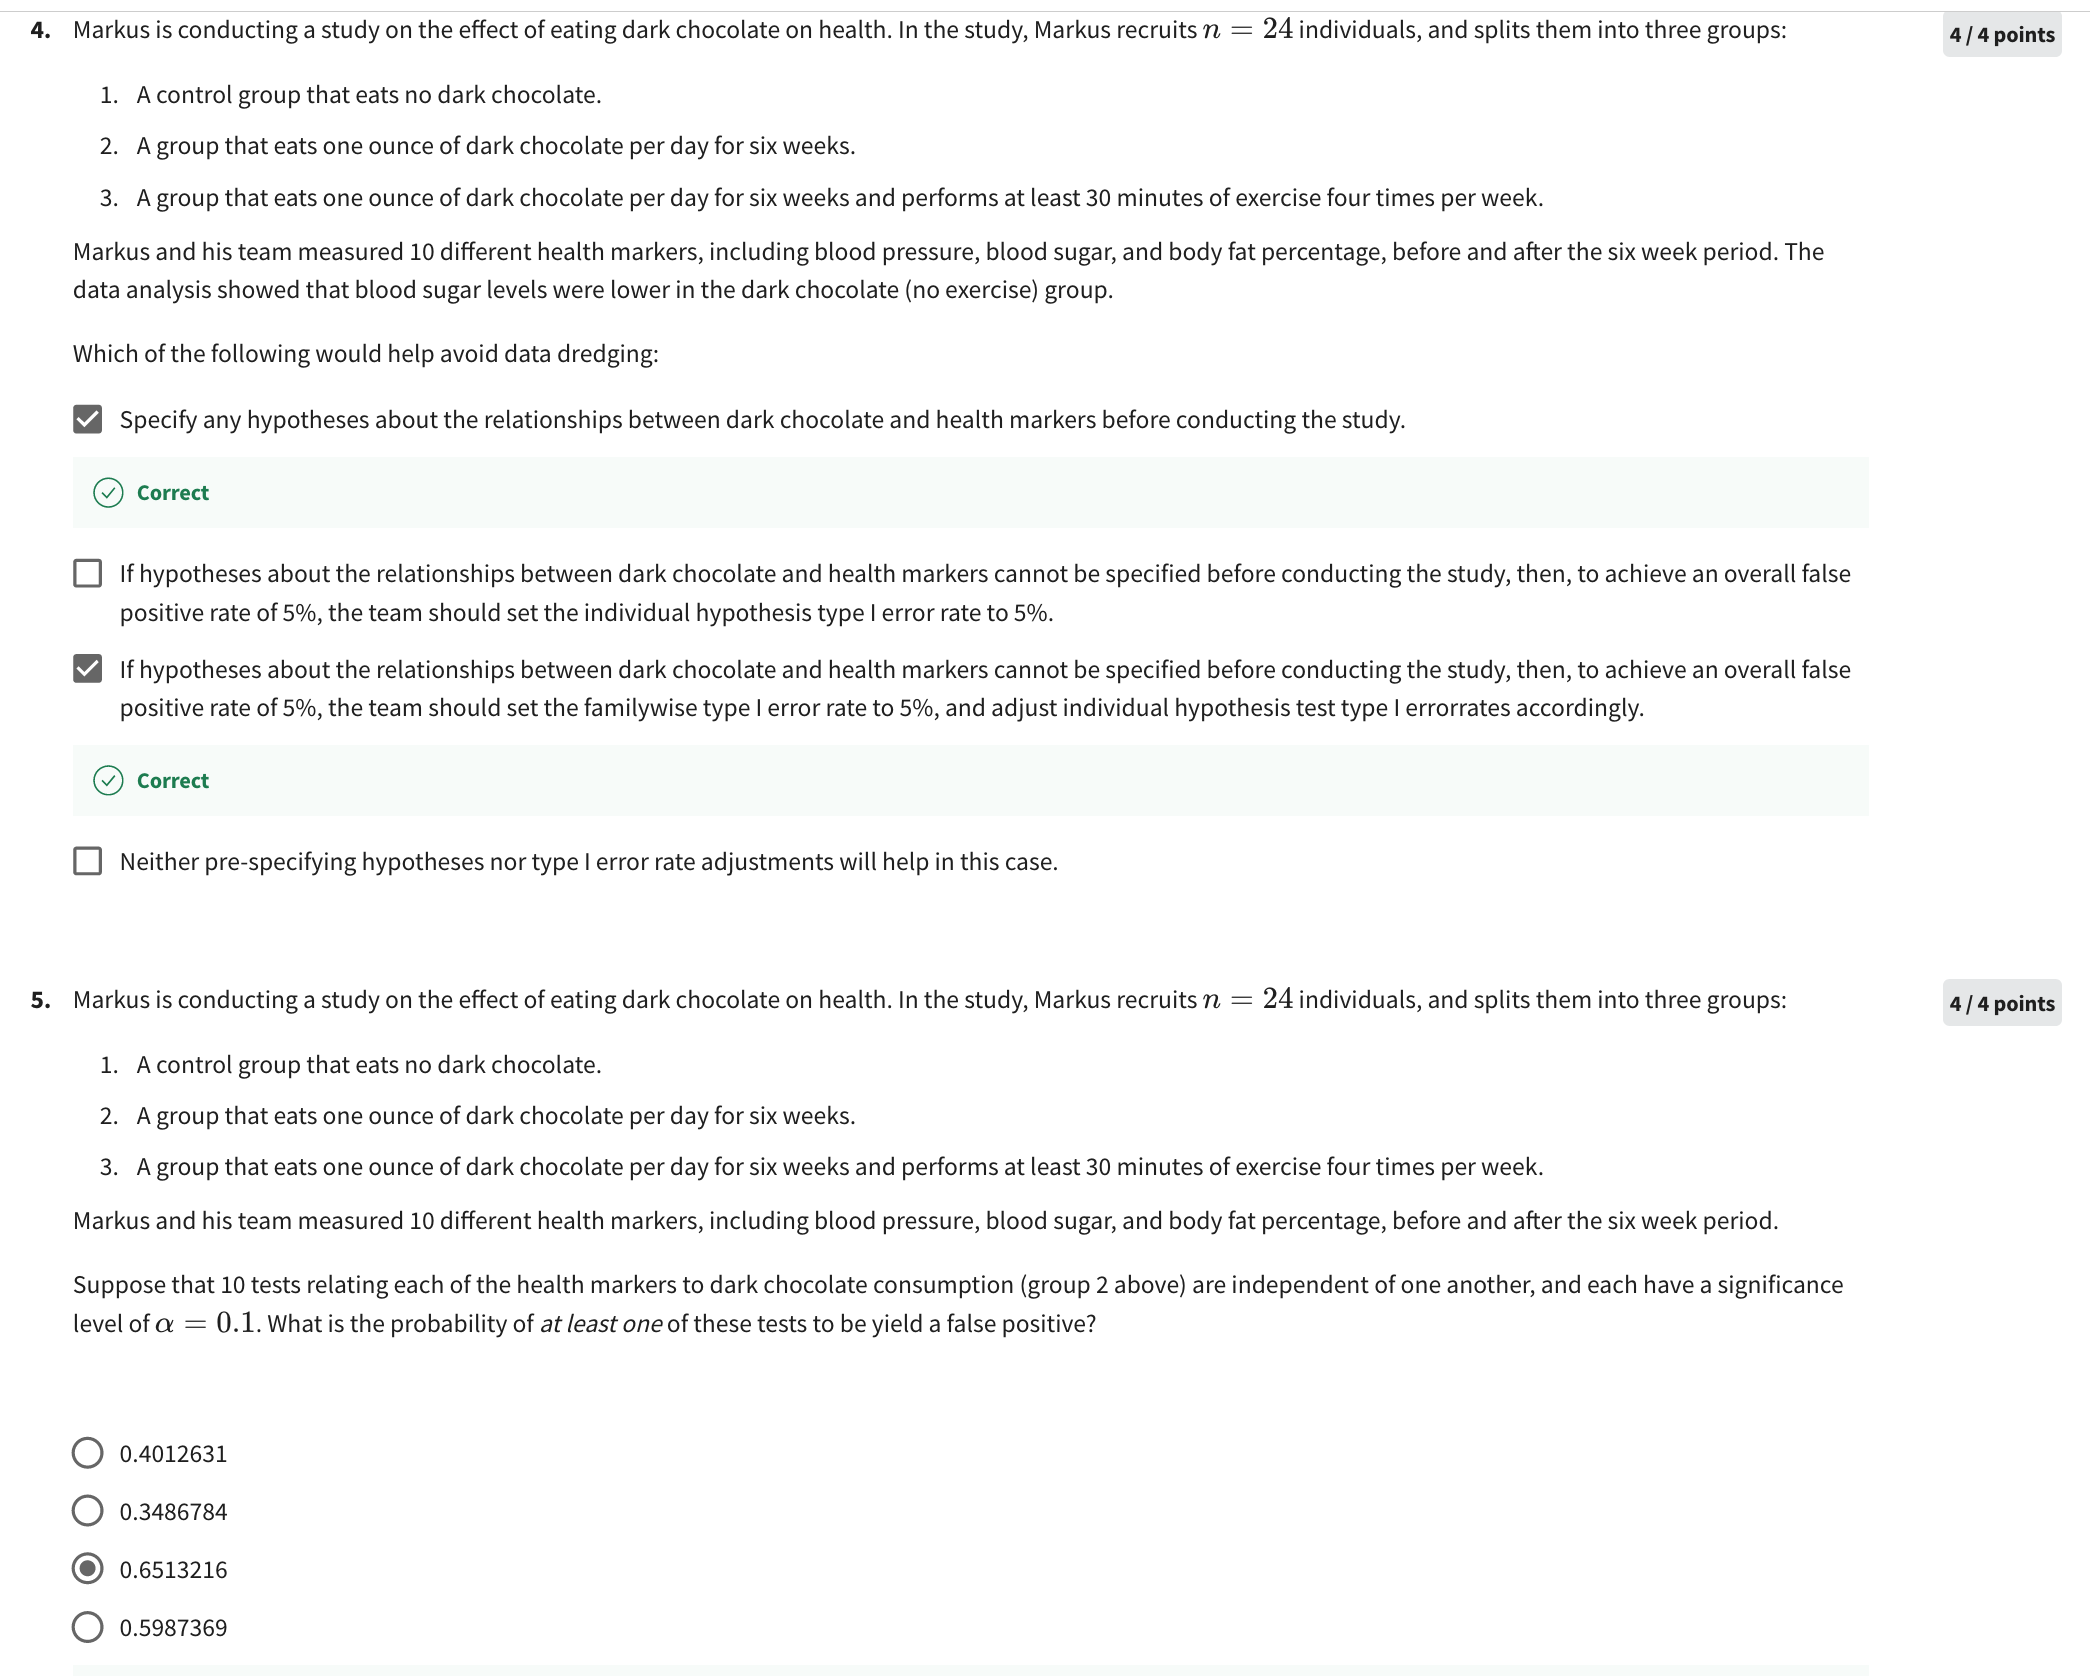 4. Markus is conducting a study on the effect of eating dark chocolate on health. In the study, Markus recruits n = 24 individuals, and splits them into three groups:
4 / 4 points
1. A control group that eats no dark chocolate.
2. A group that eats one ounce of dark chocolate per day for six weeks.
3. A group that eats one ounce of dark chocolate per day for six weeks and performs at least 30 minutes of exercise four times per week.
Markus and his team measured 10 different health markers, including blood pressure, blood sugar, and body fat percentage, before and after the six week period. The
data analysis showed that blood sugar levels were lower in the dark chocolate (no exercise) group.
Which of the following would help avoid data dredging:
Specify any hypotheses about the relationships between dark chocolate and health markers before conducting the study.
Correct
If hypotheses about the relationships between dark chocolate and health markers cannot be specified before conducting the study, then, to achieve an overall false
positive rate of 5%, the team should set the individual hypothesis type I error rate to 5%.
If hypotheses about the relationships between dark chocolate and health markers cannot be specified before conducting the study, then, to achieve an overall false
positive rate of 5%, the team should set the familywise type I error rate to 5%, and adjust individual hypothesis test type I errorrates accordingly.
Correct
Neither pre-specifying hypotheses nor type I error rate adjustments will help in this case.
5. Markus is conducting a study on the effect of eating dark chocolate on health. In the study, Markus recruits n = 24 individuals, and splits them into three groups:
4 / 4 points
1. A control group that eats no dark chocolate.
2. A group that eats one ounce of dark chocolate per day for six weeks.
3. A group that eats one ounce of dark chocolate per day for six weeks and performs at least 30 minutes of exercise four times per week.
Markus and his team measured 10 different health markers, including blood pressure, blood sugar, and body fat percentage, before and after the six week period.
Suppose that 10 tests relating each of the health markers to dark chocolate consumption (group 2 above) are independent of one another, and each have a significance
level of α = 0.1. What is the probability of at least one of these tests to be yield a false positive?
0.4012631
0.3486784
0.6513216
0.5987369